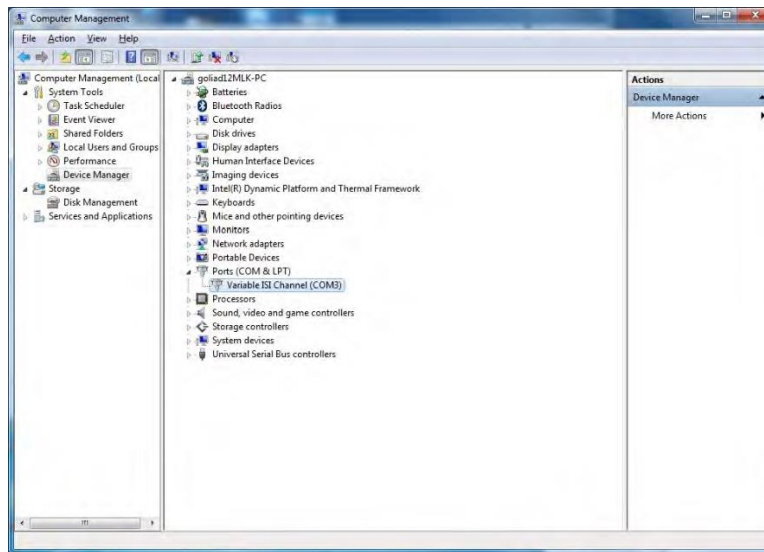 Computer Management
File Action View Help
Computer Management (Local
System Tools
Task Scheduler
Event Viewer
Shared Folders
Local Users and Groups
Performance
Device Manager
Storage
Disk Management
Services and Applications
goliad12MLK-PC
Batteries
Bluetooth Radios
Computer
Disk drives
Display adapters
Human Interface Devices
Imaging devices
Intel(R) Dynamic Platform and Thermal Framework
Keyboards
Mice and other pointing devices
Monitors
Network adapters
Portable Devices
Ports (COM & LPT)
Variable ISI Channel (COM3)
Processors
Sound, video and game controllers
Storage controllers
System devices
Universal Serial Bus controllers
Actions
Device Manager
More Actions